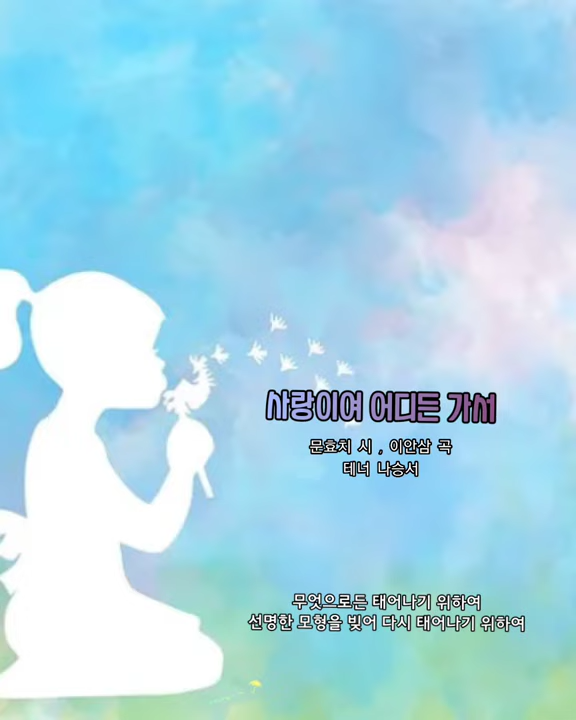 사랑이여 어디든 가서
문효치 시 , 이안삼 곡
테너 나승서
무엇으로든 태어나기 위하여
선명한 모형을 빚어 다시 태어나기 위하여